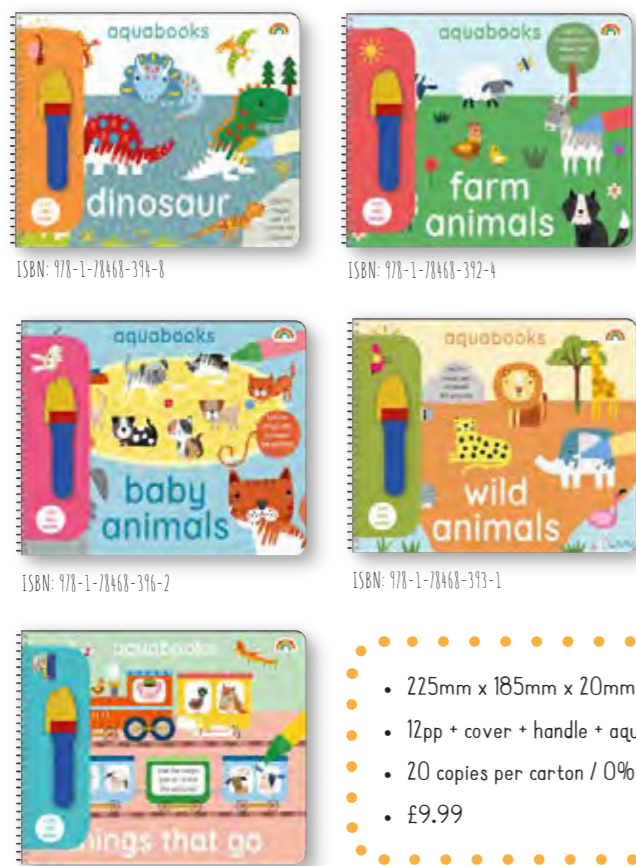 aquabooks
dinosaur
ISBN: 978-1-78468-394-8
aquabooks
farm
animals
ISBN: 978-1-78468-392-4
aquabooks
baby
animals
ISBN: 978-1-78468-396-2
aquabooks
wild
animals
ISBN: 978-1-78468-393-1
aquabooks
ings that go
• 225mm x 185mm x 20mm
• 12pp + cover + handle + aqu
• 20 copies per carton / 0%
• £9.99